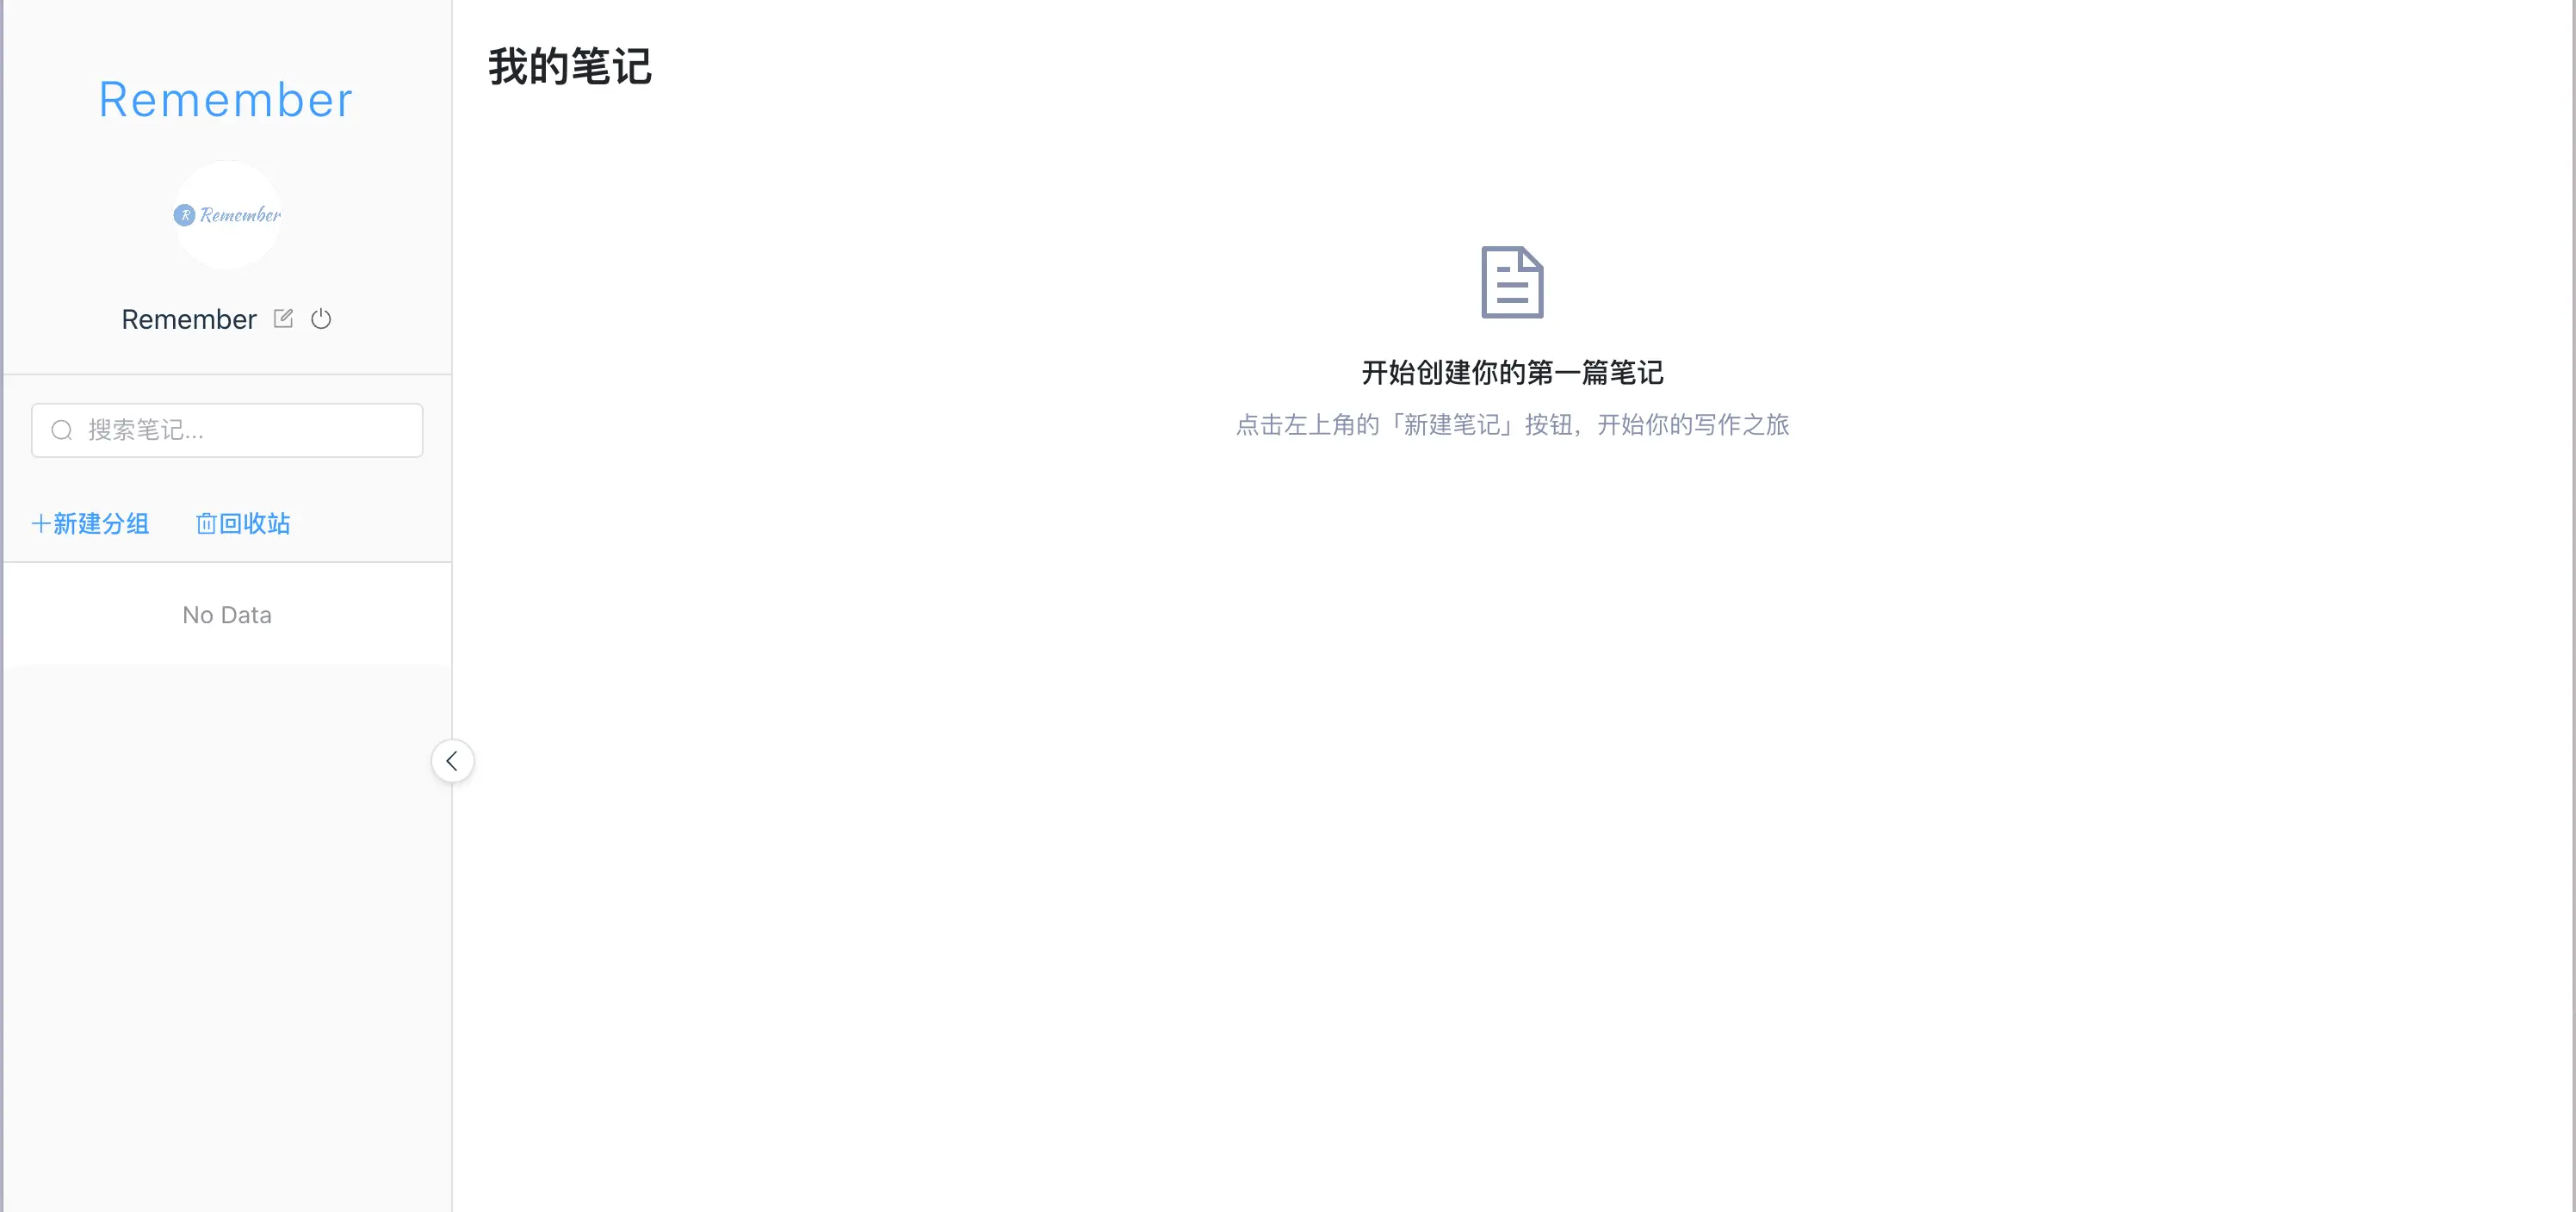 Remember
R Remember
Remember
搜索笔记...
新建分组 回收站
No Data
我的笔记
开始创建你的第一篇笔记
点击左上角的「新建笔记」按钮，开始你的写作之旅